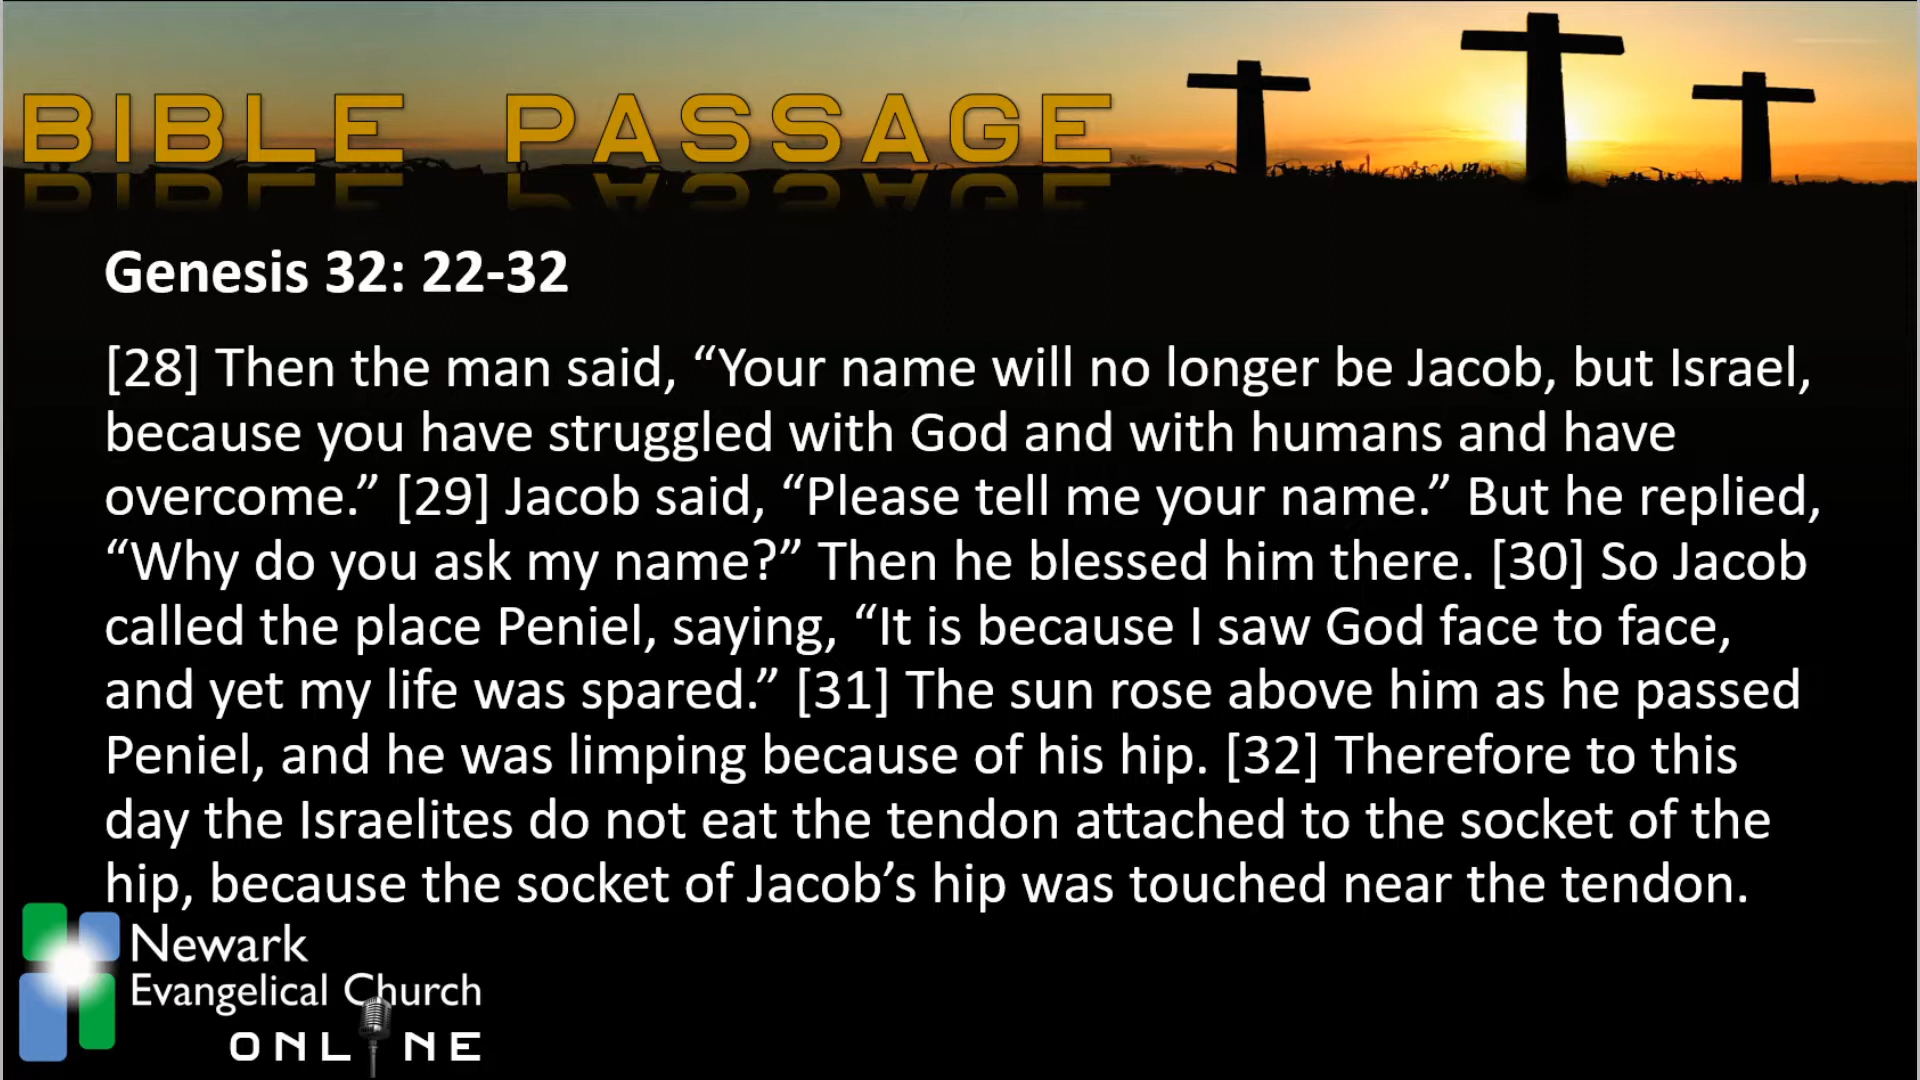 BIBLE PASSAGE
Genesis 32: 22-32
[28] Then the man said, “Your name will no longer be Jacob, but Israel,
because you have struggled with God and with humans and have
overcome.” [29] Jacob said, “Please tell me your name.” But he replied,
“Why do you ask my name?” Then he blessed him there. [30] So Jacob
called the place Peniel, saying, “It is because I saw God face to face,
and yet my life was spared.” [31] The sun rose above him as he passed
Peniel, and he was limping because of his hip. [32] Therefore to this
day the Israelites do not eat the tendon attached to the socket of the
hip, because the socket of Jacob’s hip was touched near the tendon.
Newark
Evangelical Church
ONLINE